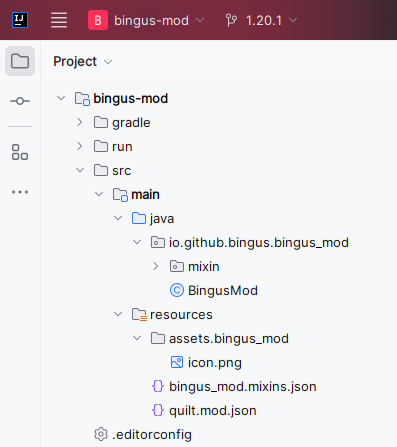 IJ B bingus-mod 1.20.1
Project
bingus-mod
gradle
run
src
main
java
io.github.bingus.bingus_mod
mixin
C BingusMod
resources
assets.bingus_mod
icon.png
{} bingus_mod.mixins.json
{} quilt.mod.json
.editorconfig